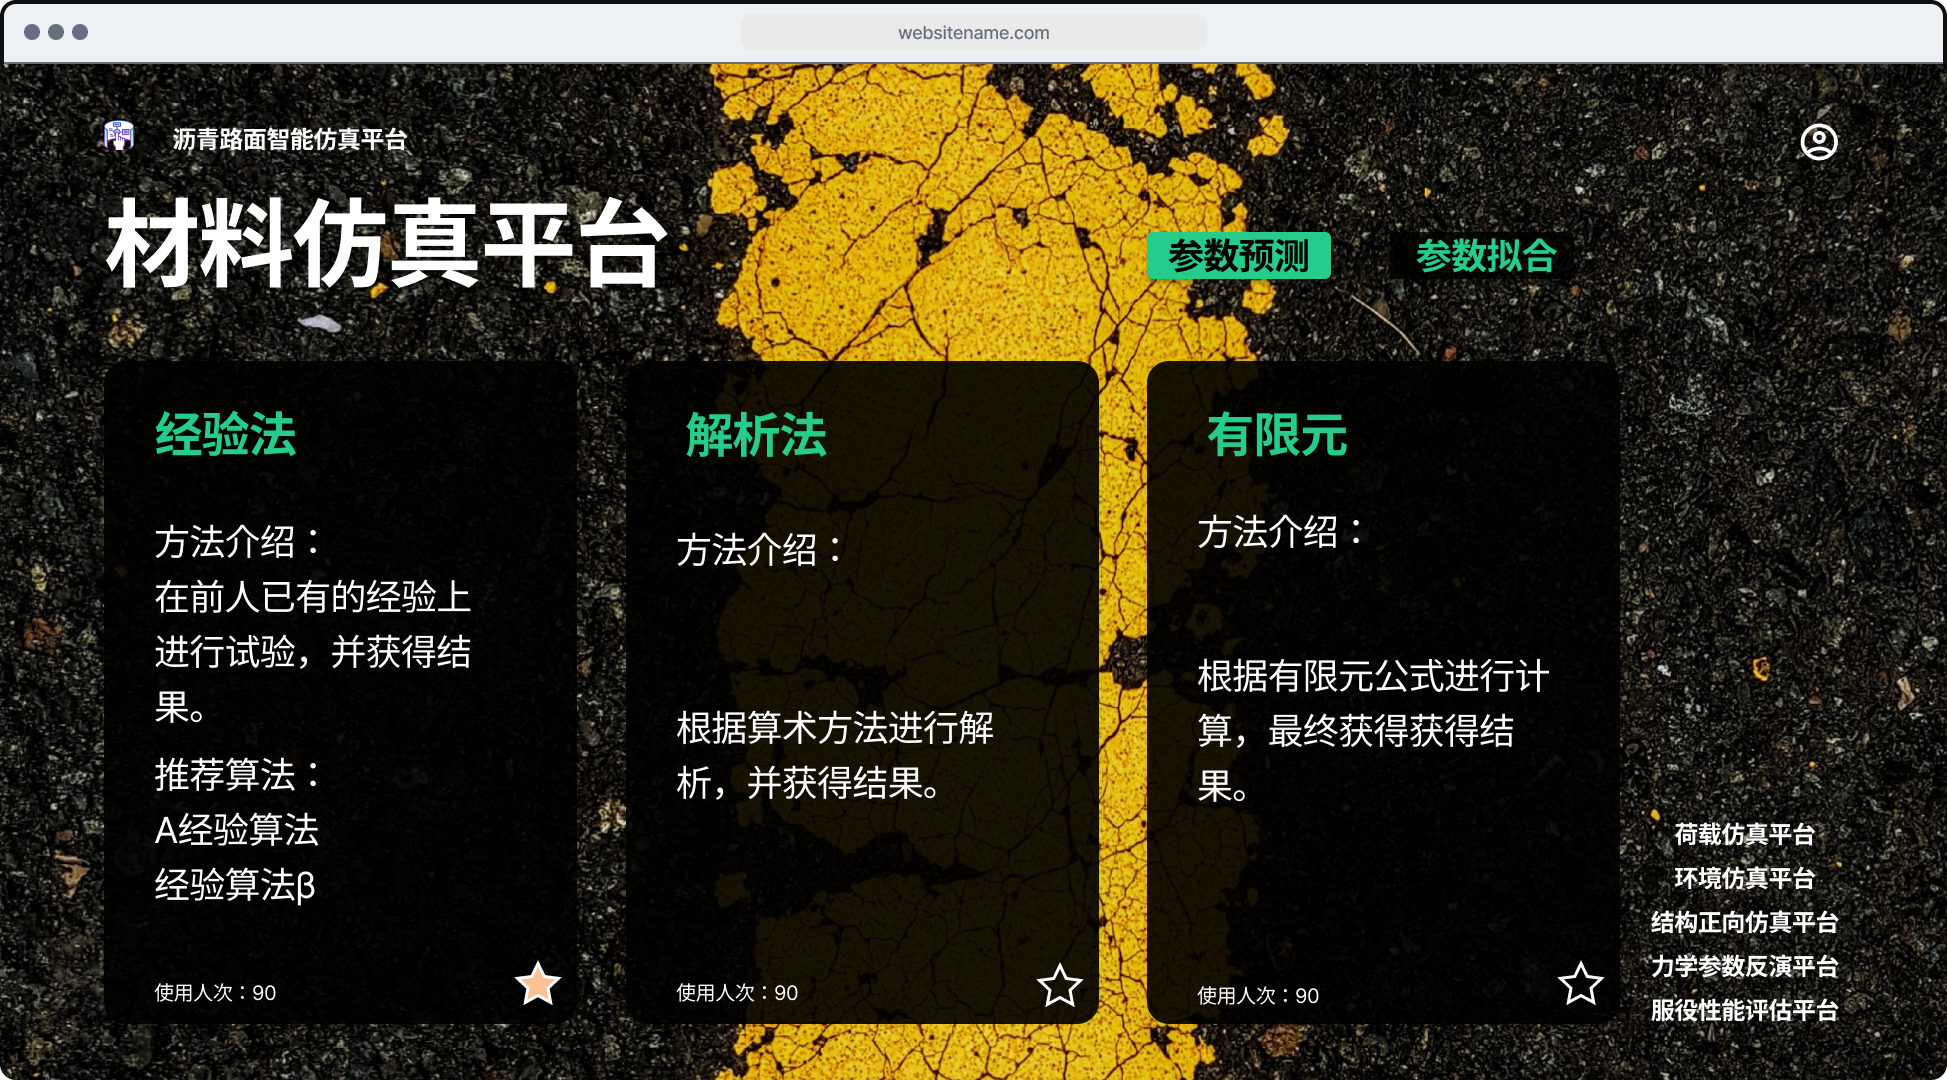 websitename.com
沥青路面智能仿真平台
材料仿真平台
参数预测
参数拟合
经验法
方法介绍：
在前人已有的经验上
进行试验，并获得结
果。
推荐算法：
A经验算法
经验算法β
使用人次：90
解析法
方法介绍：
根据算术方法进行解
析，并获得结果。
使用人次：90
有限元
方法介绍：
根据有限元公式进行计
算，最终获得获得结
果。
使用人次：90
荷载仿真平台
环境仿真平台
结构正向仿真平台
力学参数反演平台
服役性能评估平台